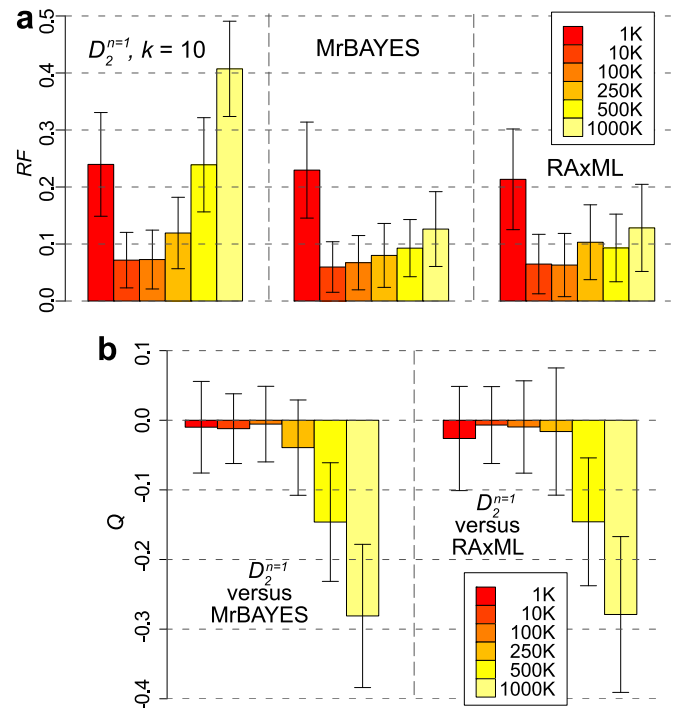 a
0.5
0.4
0.3
0.2
0.1
0.0
RF
D₂ⁿ⁼¹, k = 10
MrBAYES
RAxML
1K
10K
100K
250K
500K
1000K
b
0.1
0.0
-0.1
-0.2
-0.3
-0.4
Q
D₂ⁿ⁼¹
versus
MrBAYES
D₂ⁿ⁼¹
versus
RAxML
1K
10K
100K
250K
500K
1000K